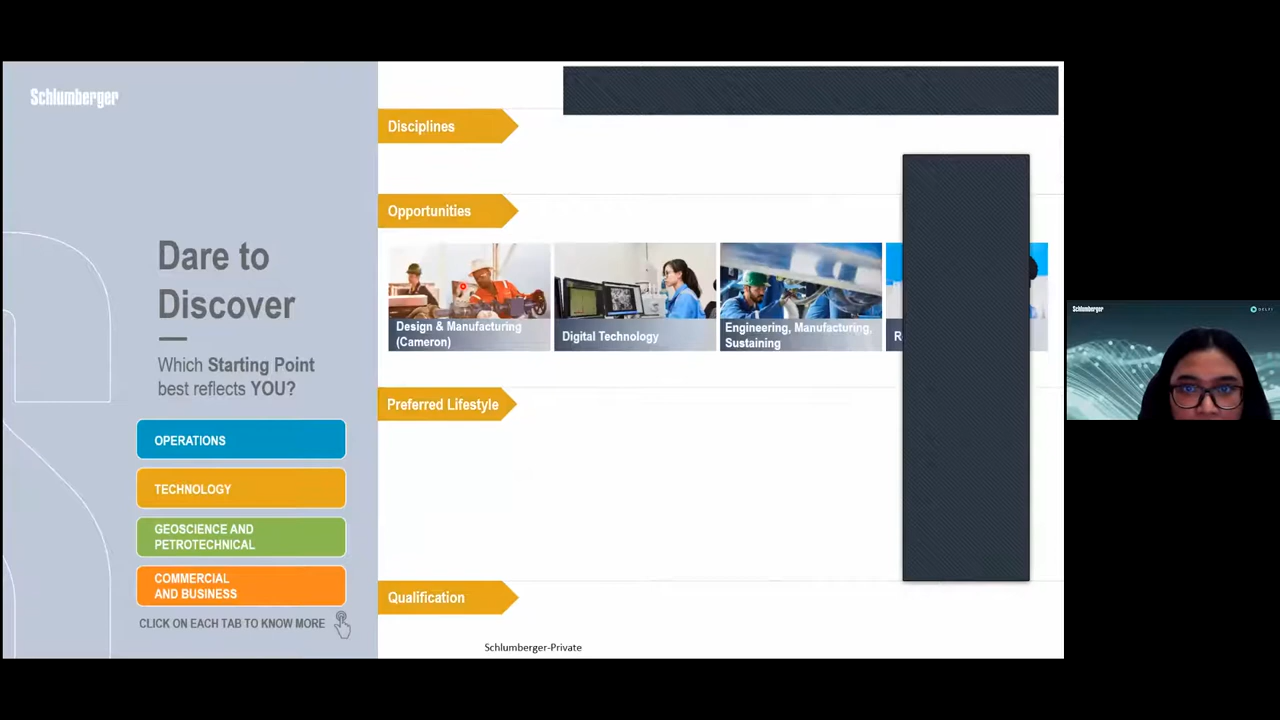 Schlumberger
Dare to
Discover
Which Starting Point
best reflects YOU?
OPERATIONS
TECHNOLOGY
GEOSCIENCE AND
PETROTECHNICAL
COMMERCIAL
AND BUSINESS
CLICK ON EACH TAB TO KNOW MORE
Disciplines
Opportunities
Design & Manufacturing
(Cameron)
Digital Technology
Engineering, Manufacturing,
Sustaining
Preferred Lifestyle
Qualification
Schlumberger-Private
Schlumberger
DELFI